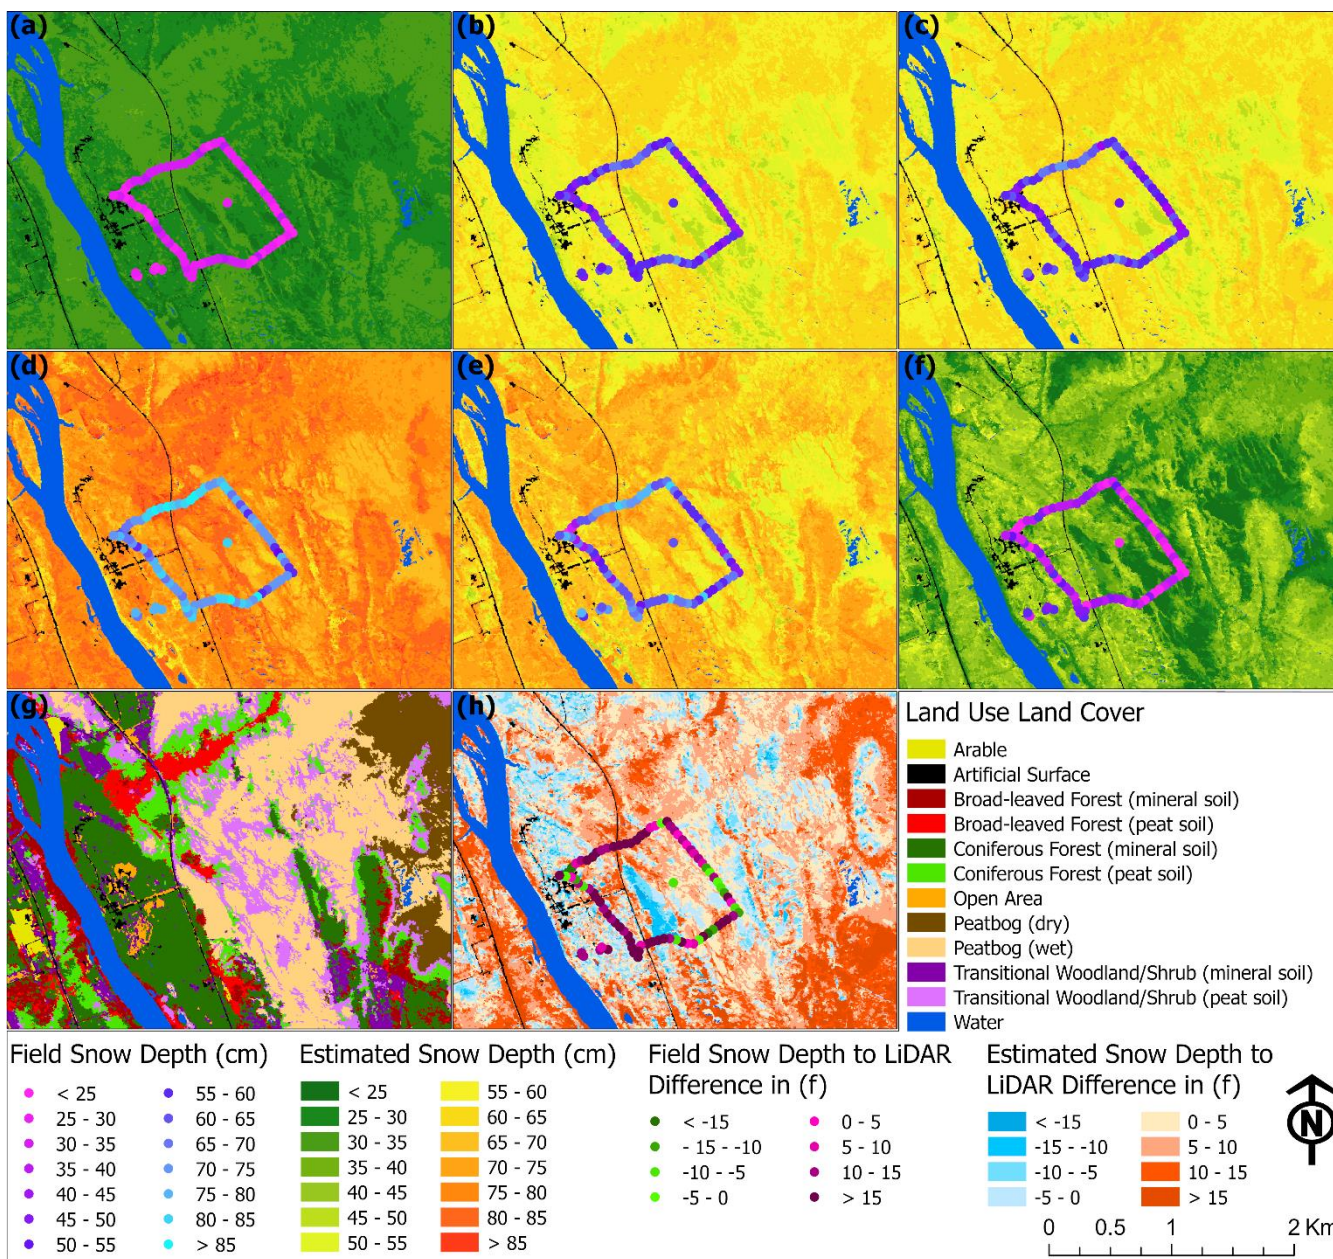 (a)
(b)
(c)
(d)
(e)
(f)
(g)
(h)
Land Use Land Cover
Arable
Artificial Surface
Broad-leaved Forest (mineral soil)
Broad-leaved Forest (peat soil)
Coniferous Forest (mineral soil)
Coniferous Forest (peat soil)
Open Area
Peatbog (dry)
Peatbog (wet)
Transitional Woodland/Shrub (mineral soil)
Transitional Woodland/Shrub (peat soil)
Water
Field Snow Depth (cm)
< 25
25 - 30
30 - 35
35 - 40
40 - 45
45 - 50
50 - 55
55 - 60
60 - 65
65 - 70
70 - 75
75 - 80
80 - 85
> 85
Estimated Snow Depth (cm)
< 25
25 - 30
30 - 35
35 - 40
40 - 45
45 - 50
50 - 55
55 - 60
60 - 65
65 - 70
70 - 75
75 - 80
80 - 85
> 85
Field Snow Depth to LiDAR
Difference in (f)
< -15
-15 - -10
-10 - -5
-5 - 0
0 - 5
5 - 10
10 - 15
> 15
Estimated Snow Depth to
LiDAR Difference in (f)
< -15
-15 - -10
-10 - -5
-5 - 0
0 - 5
5 - 10
10 - 15
> 15
N
0 0.5 1 2 Km